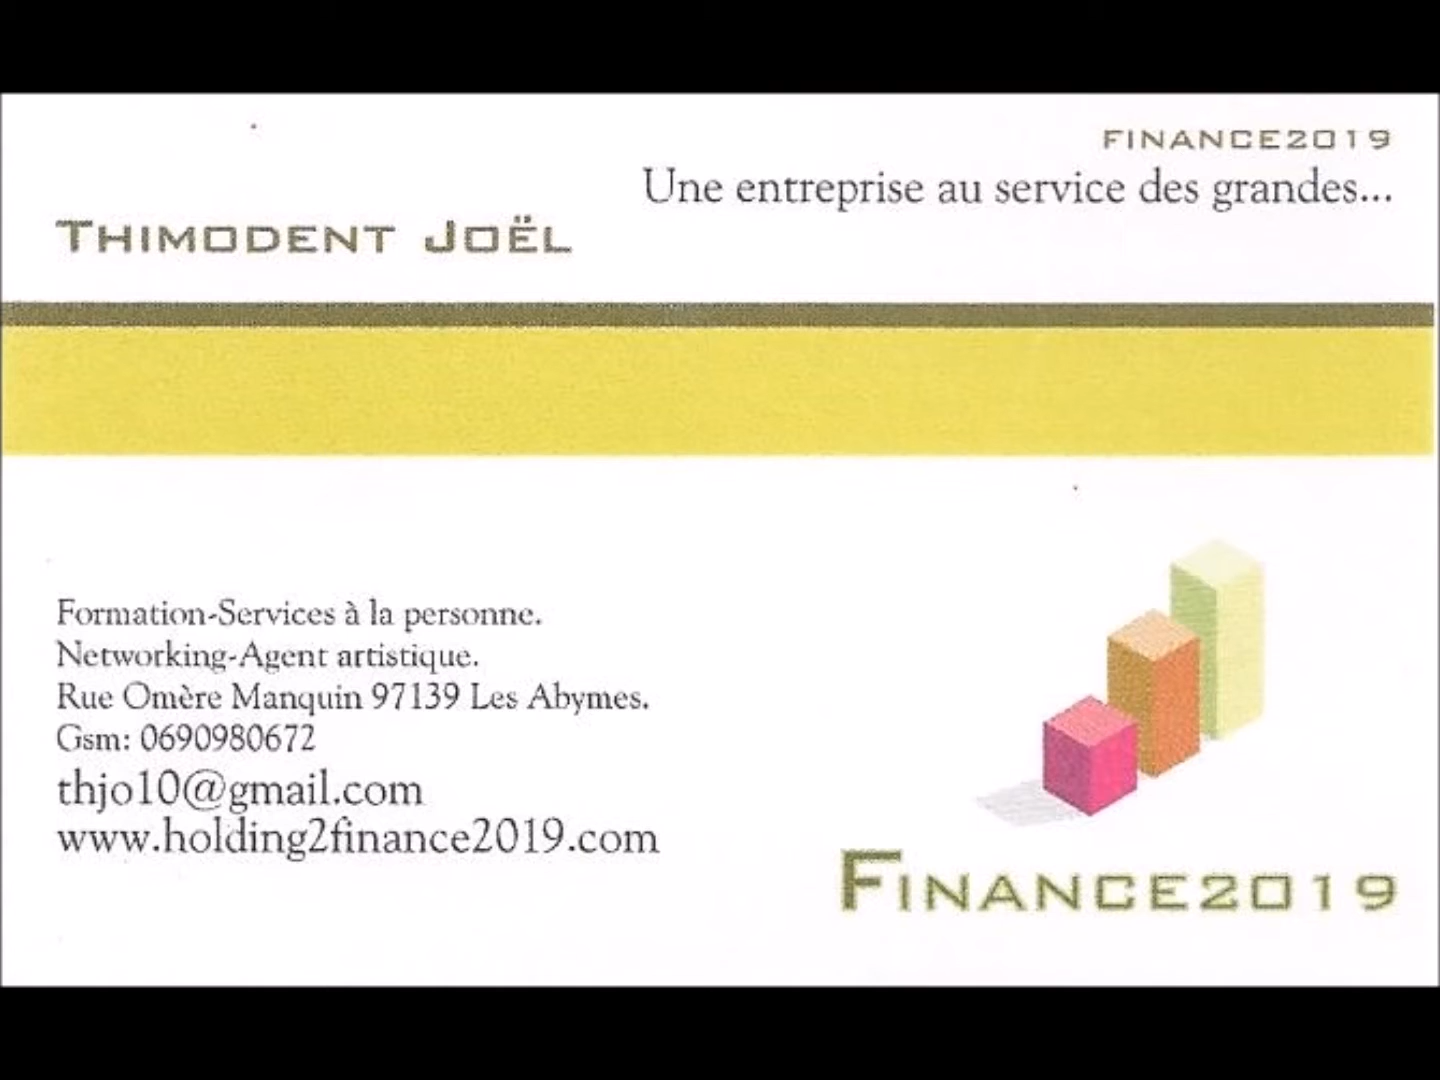 FINANCE2019
Une entreprise au service des grandes...
THIMODENT JOËL
Formation-Services à la personne.
Networking-Agent artistique.
Rue Omère Manquin 97139 Les Abymes.
Gsm: 0690980672
thjo10@gmail.com
www.holding2finance2019.com
FINANCE2019